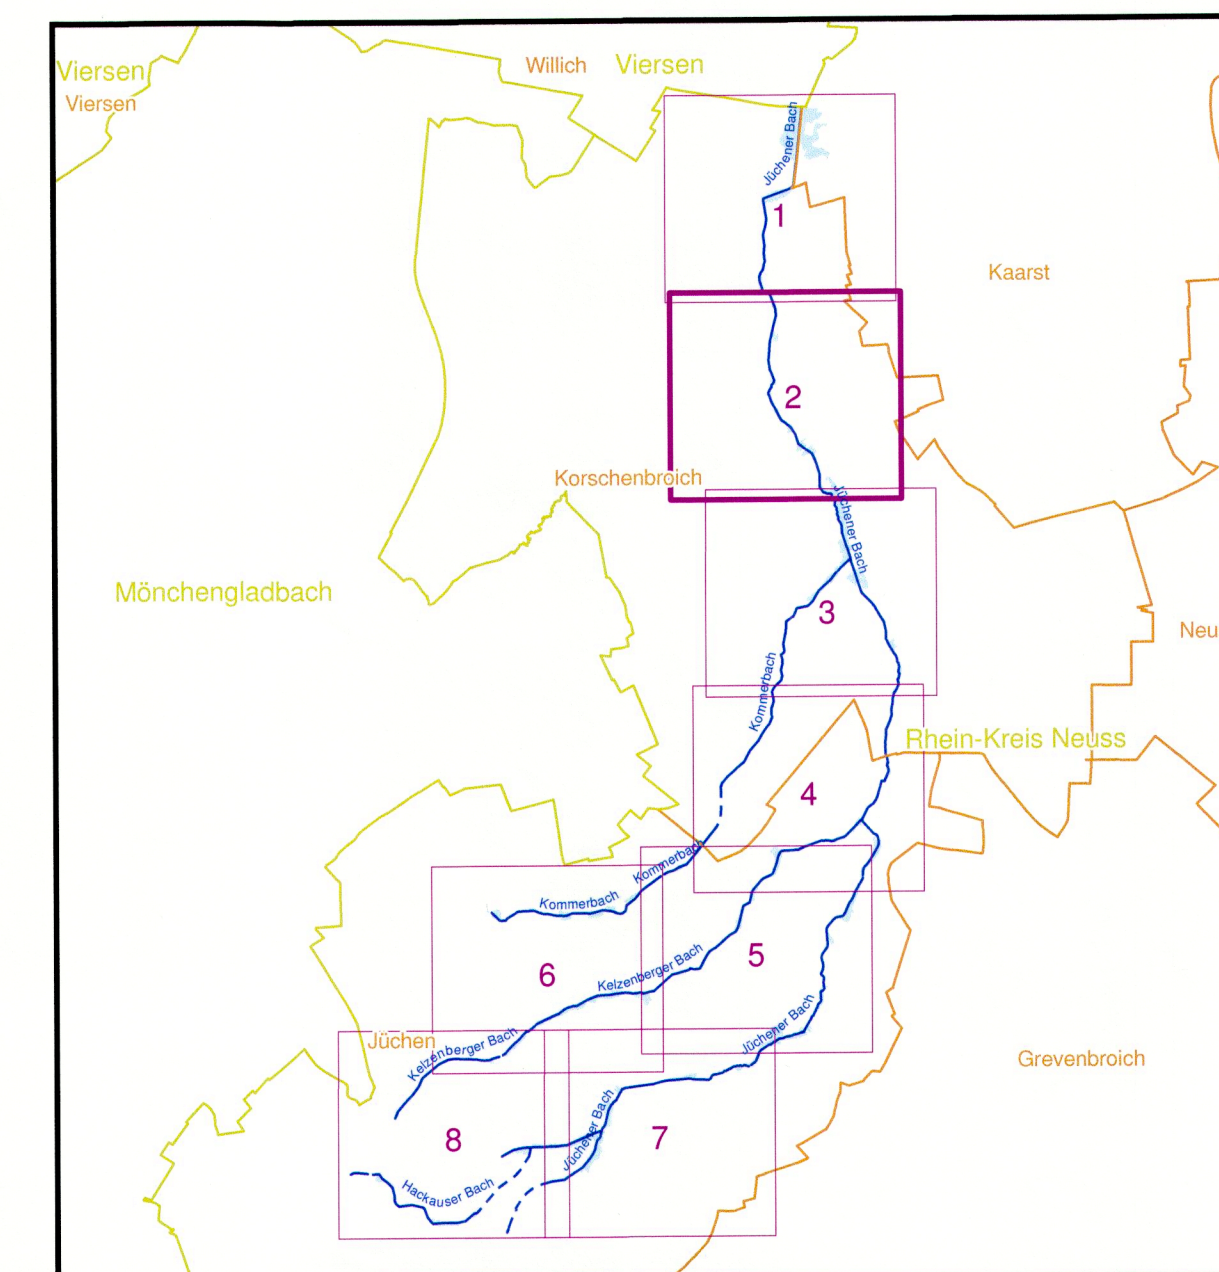 Viersen
Viersen
Willich
Viersen
Jüchener Bach
1
Kaarst
2
Korschenbroich
Jüchener Bach
Mönchengladbach
3
Neu
Kommerbach
Rhein-Kreis Neuss
4
Kommerbach
Kommerbach
5
Kelzenberger Bach
6
Jüchener Bach
Jüchen
Kelzenberger Bach
Grevenbroich
8
7
Jüchener Bach
Hackauser Bach